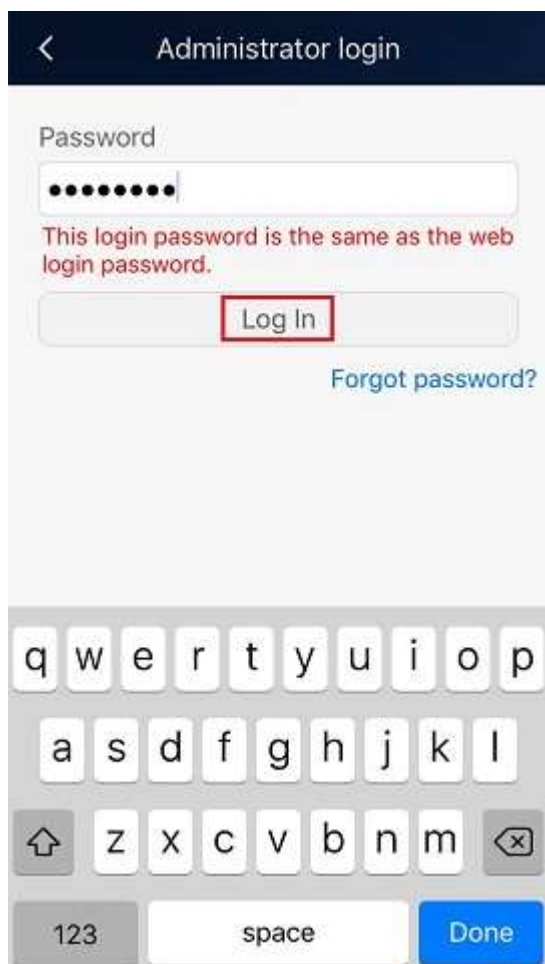 Administrator login
Password
••••••••
This login password is the same as the web
login password.
Log In
Forgot password?
q w e r t y u i o p
a s d f g h j k l
z x c v b n m
123 space Done